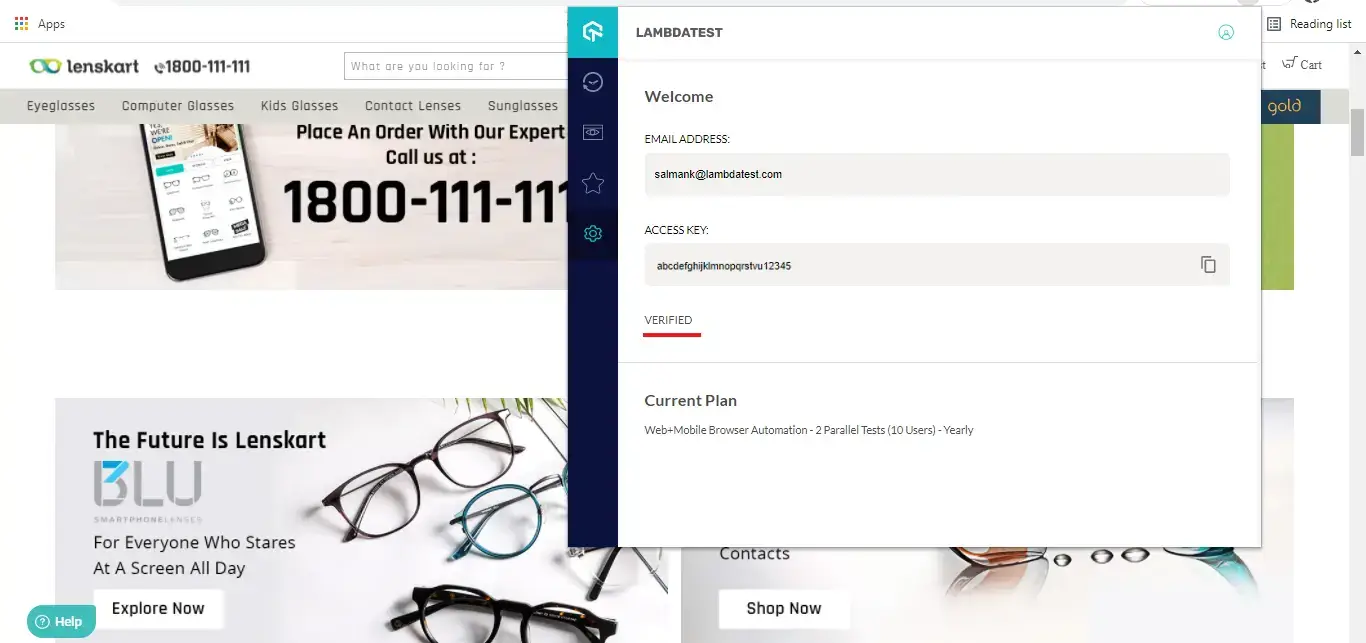 Apps
Reading list
lenskart
1800-111-111
What are you looking for ?
Cart
Eyeglasses
Computer Glasses
Kids Glasses
Contact Lenses
Sunglasses
gold
WE'RE
OPEN!
Place An Order With Our Expert
Call us at :
1800-111-111
LAMBDATEST
Welcome
EMAIL ADDRESS:
salmank@lambdatest.com
ACCESS KEY:
abcdefghijklmnopqrstvu12345
VERIFIED
Current Plan
Web+Mobile Browser Automation - 2 Parallel Tests (10 Users) - Yearly
The Future Is Lenskart
BLU
SMARTPHONELENSES
For Everyone Who Stares
At A Screen All Day
Explore Now
Contacts
Shop Now
Help